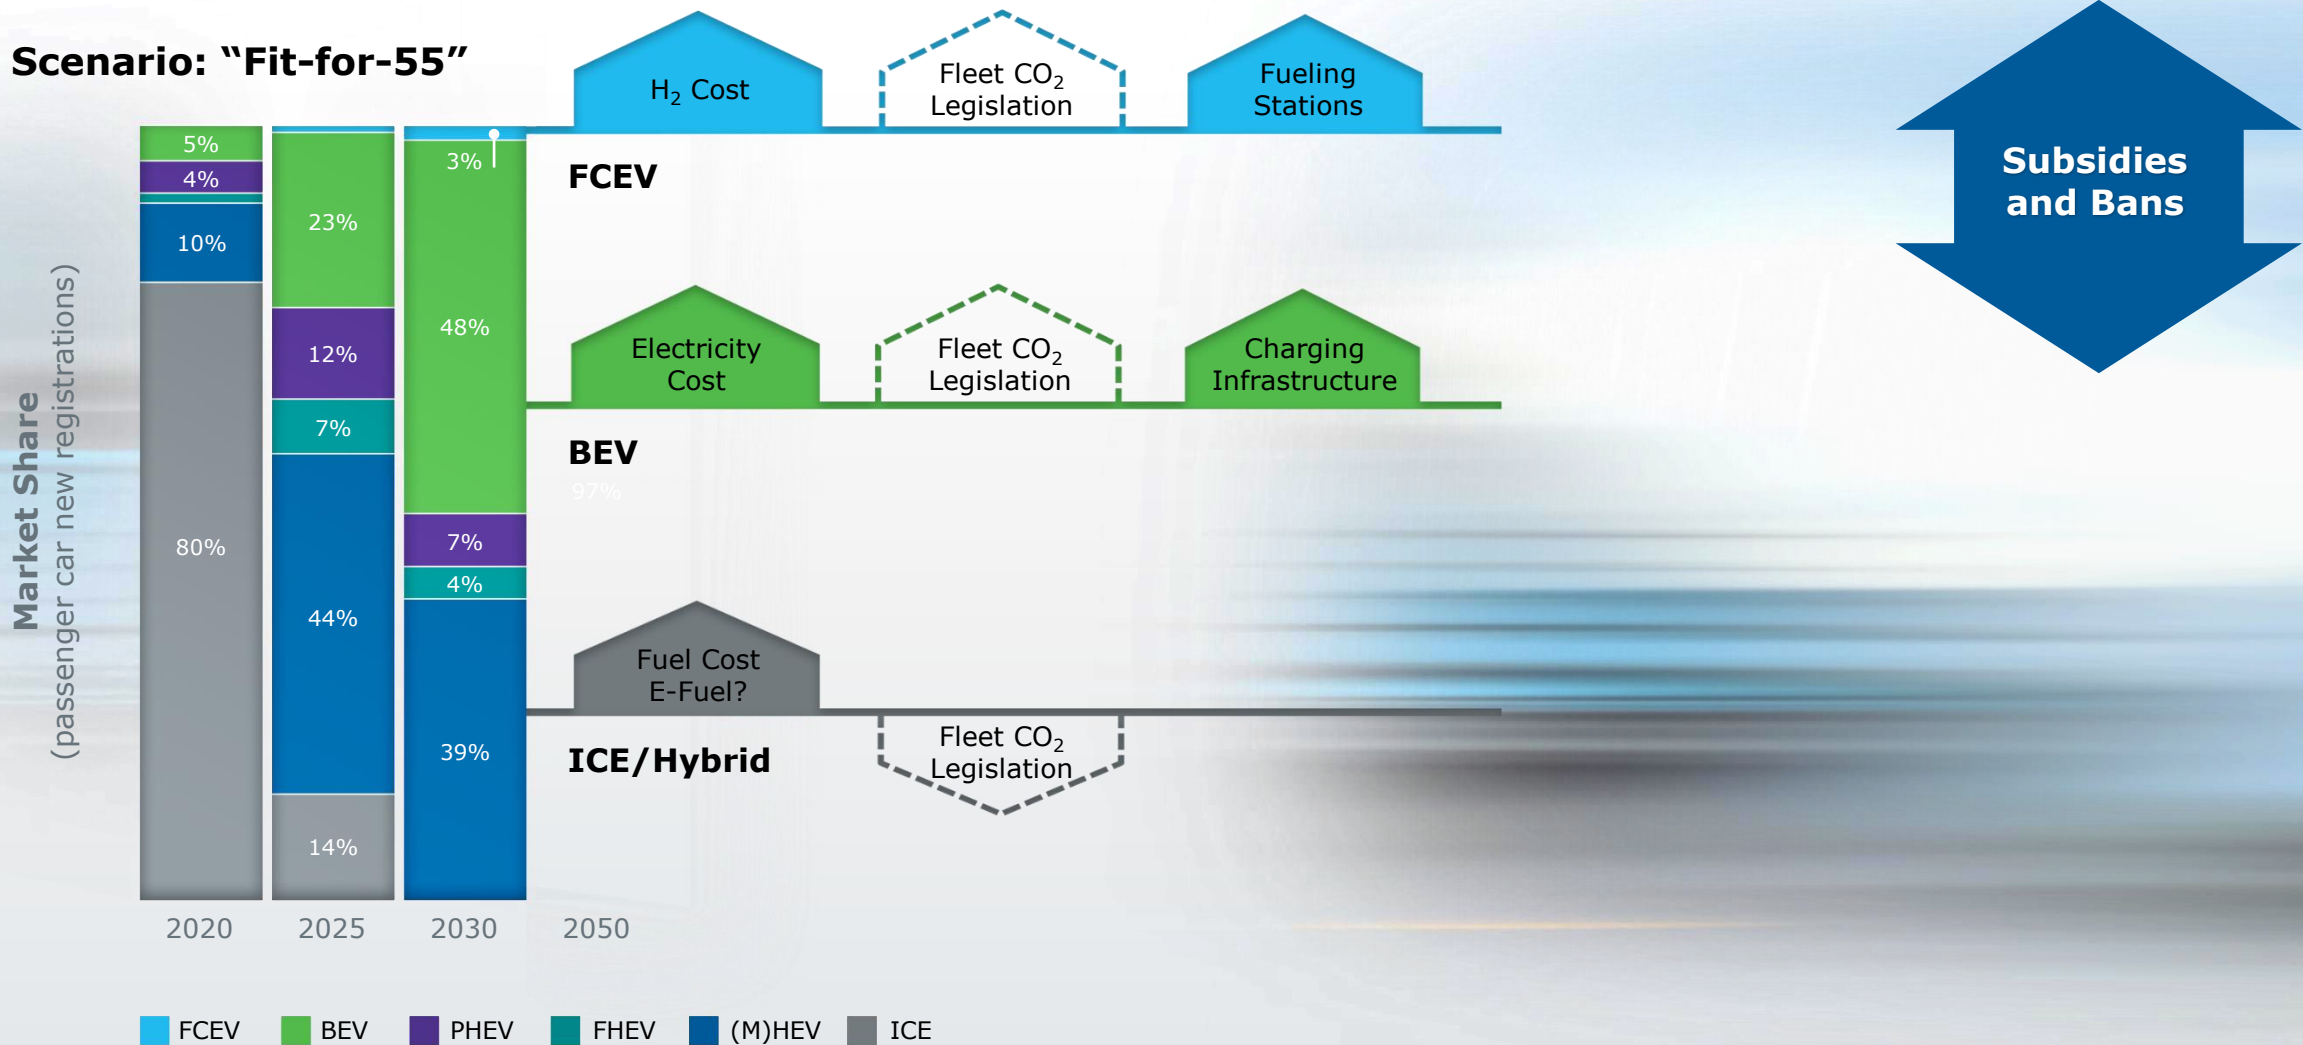 Scenario: “Fit-for-55”
H2 Cost
Fleet CO2
Legislation
Fueling
Stations
Subsidies
and Bans
FCEV
Electricity
Cost
Fleet CO2
Legislation
Charging
Infrastructure
BEV
97%
Fuel Cost
E-Fuel?
ICE/Hybrid
Fleet CO2
Legislation
Market Share
(passenger car new registrations)
5%
4%
10%
80%
23%
12%
7%
44%
14%
3%
48%
7%
4%
39%
2020
2025
2030
2050
FCEV
BEV
PHEV
FHEV
(M)HEV
ICE